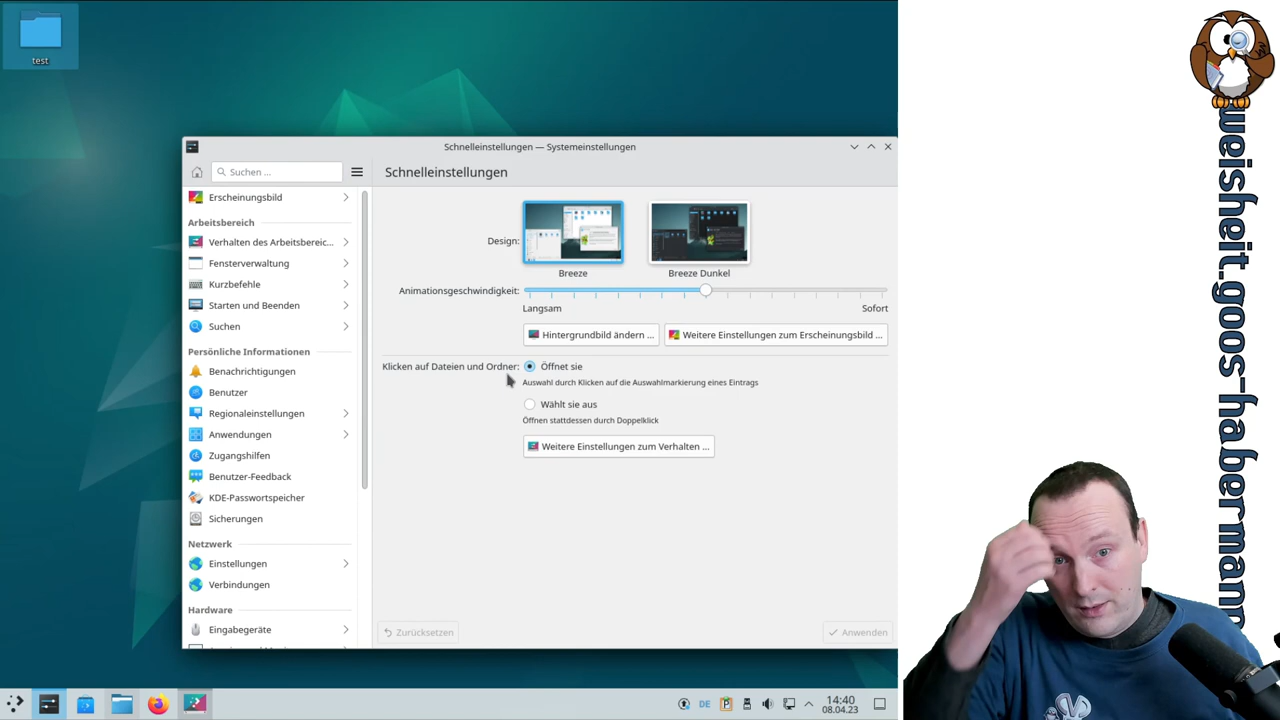 test
Schnelleinstellungen — Systemeinstellungen
Suchen ...
Schnelleinstellungen
Erscheinungsbild
Arbeitsbereich
Verhalten des Arbeitsbereic...
Fensterverwaltung
Kurzbefehle
Starten und Beenden
Suchen
Persönliche Informationen
Benachrichtigungen
Benutzer
Regionaleinstellungen
Anwendungen
Zugangshilfen
Benutzer-Feedback
KDE-Passwortspeicher
Sicherungen
Netzwerk
Einstellungen
Verbindungen
Hardware
Eingabegeräte
Design:
Breeze
Breeze Dunkel
Animationsgeschwindigkeit:
Langsam
Sofort
Hintergrundbild ändern ...
Weitere Einstellungen zum Erscheinungsbild ...
Klicken auf Dateien und Ordner:
Öffnet sie
Auswahl durch Klicken auf die Auswahlmarkierung eines Eintrags
Wählt sie aus
Öffnen stattdessen durch Doppelklick
Weitere Einstellungen zum Verhalten ...
Zurücksetzen
Anwenden
DE
14:40
08.04.23
weisheit.goos-habermann